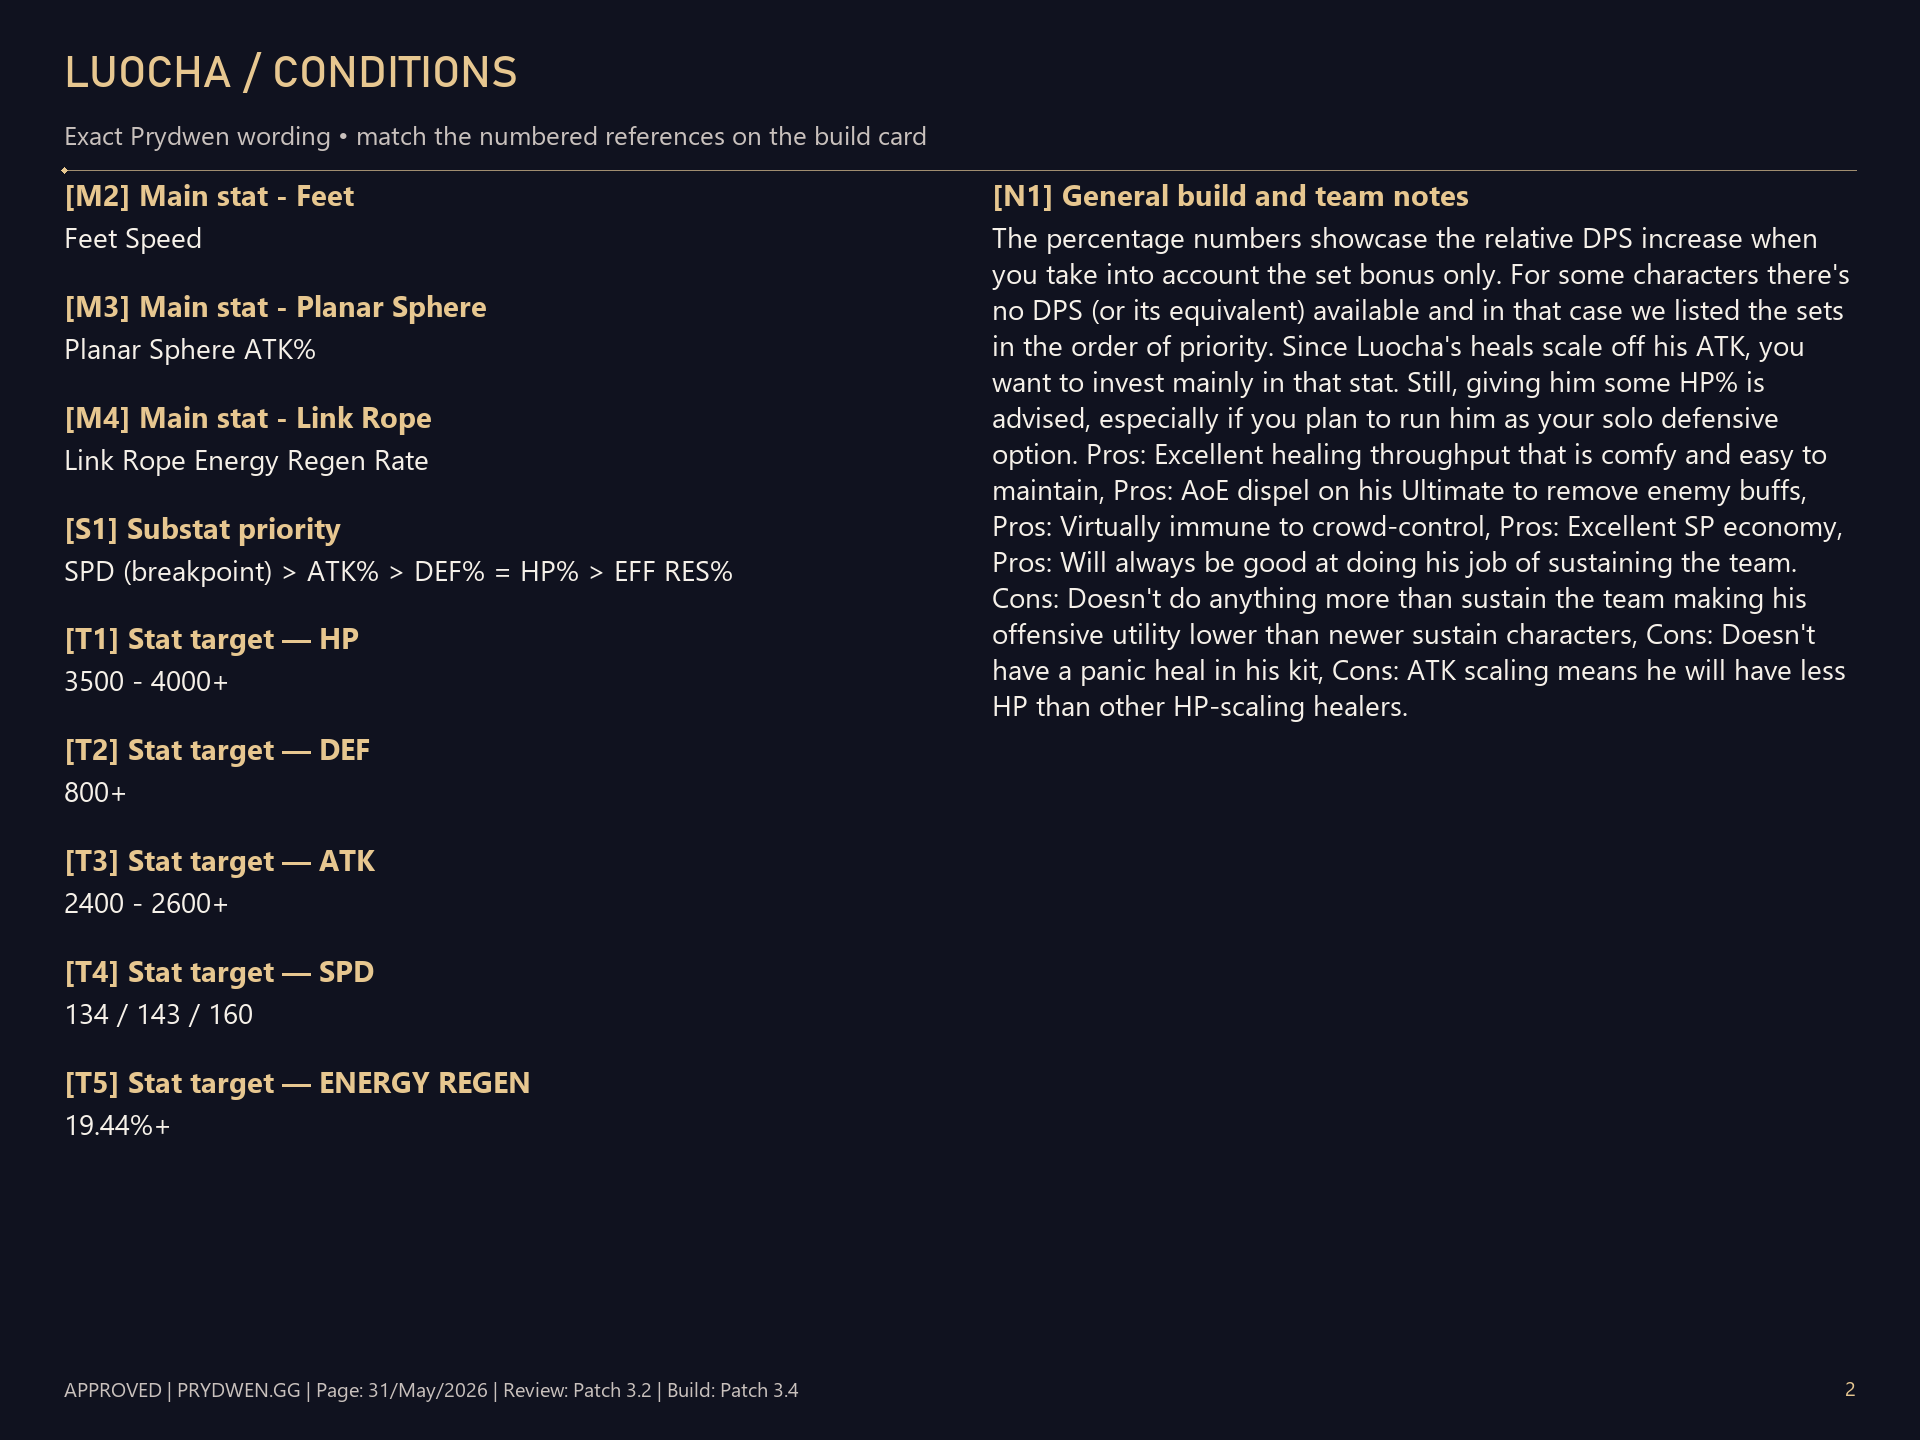 LUOCHA / CONDITIONS
Exact Prydwen wording • match the numbered references on the build card
[M2] Main stat - Feet
Feet Speed
[M3] Main stat - Planar Sphere
Planar Sphere ATK%
[M4] Main stat - Link Rope
Link Rope Energy Regen Rate
[S1] Substat priority
SPD (breakpoint) > ATK% > DEF% = HP% > EFF RES%
[T1] Stat target — HP
3500 - 4000+
[T2] Stat target — DEF
800+
[T3] Stat target — ATK
2400 - 2600+
[T4] Stat target — SPD
134 / 143 / 160
[T5] Stat target — ENERGY REGEN
19.44%+
[N1] General build and team notes
The percentage numbers showcase the relative DPS increase when
you take into account the set bonus only. For some characters there's
no DPS (or its equivalent) available and in that case we listed the sets
in the order of priority. Since Luocha's heals scale off his ATK, you
want to invest mainly in that stat. Still, giving him some HP% is
advised, especially if you plan to run him as your solo defensive
option. Pros: Excellent healing throughput that is comfy and easy to
maintain, Pros: AoE dispel on his Ultimate to remove enemy buffs,
Pros: Virtually immune to crowd-control, Pros: Excellent SP economy,
Pros: Will always be good at doing his job of sustaining the team.
Cons: Doesn't do anything more than sustain the team making his
offensive utility lower than newer sustain characters, Cons: Doesn't
have a panic heal in his kit, Cons: ATK scaling means he will have less
HP than other HP-scaling healers.
APPROVED | PRYDWEN.GG | Page: 31/May/2026 | Review: Patch 3.2 | Build: Patch 3.4
2